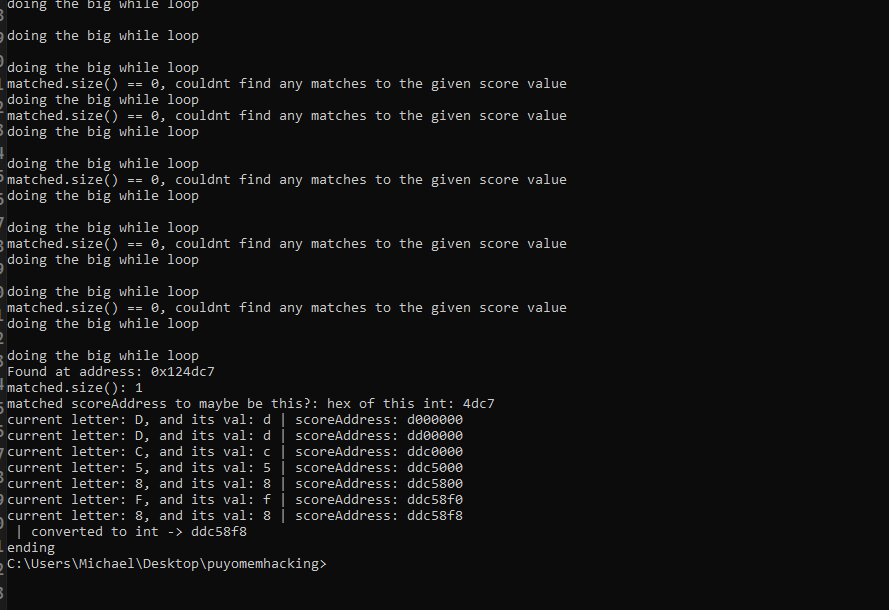 doing the big while loop
doing the big while loop
doing the big while loop
matched.size() == 0, couldnt find any matches to the given score value
doing the big while loop
matched.size() == 0, couldnt find any matches to the given score value
doing the big while loop
doing the big while loop
matched.size() == 0, couldnt find any matches to the given score value
doing the big while loop
doing the big while loop
matched.size() == 0, couldnt find any matches to the given score value
doing the big while loop
doing the big while loop
matched.size() == 0, couldnt find any matches to the given score value
doing the big while loop
doing the big while loop
Found at address: 0x124dc7
matched.size(): 1
matched scoreAddress to maybe be this?: hex of this int: 4dc7
current letter: D, and its val: d | scoreAddress: d000000
current letter: D, and its val: d | scoreAddress: dd00000
current letter: C, and its val: c | scoreAddress: ddc0000
current letter: 5, and its val: 5 | scoreAddress: ddc5000
current letter: 8, and its val: 8 | scoreAddress: ddc5800
current letter: F, and its val: f | scoreAddress: ddc58f0
current letter: 8, and its val: 8 | scoreAddress: ddc58f8
 | converted to int -> ddc58f8
ending
C:\Users\Michael\Desktop\puyomemhacking>